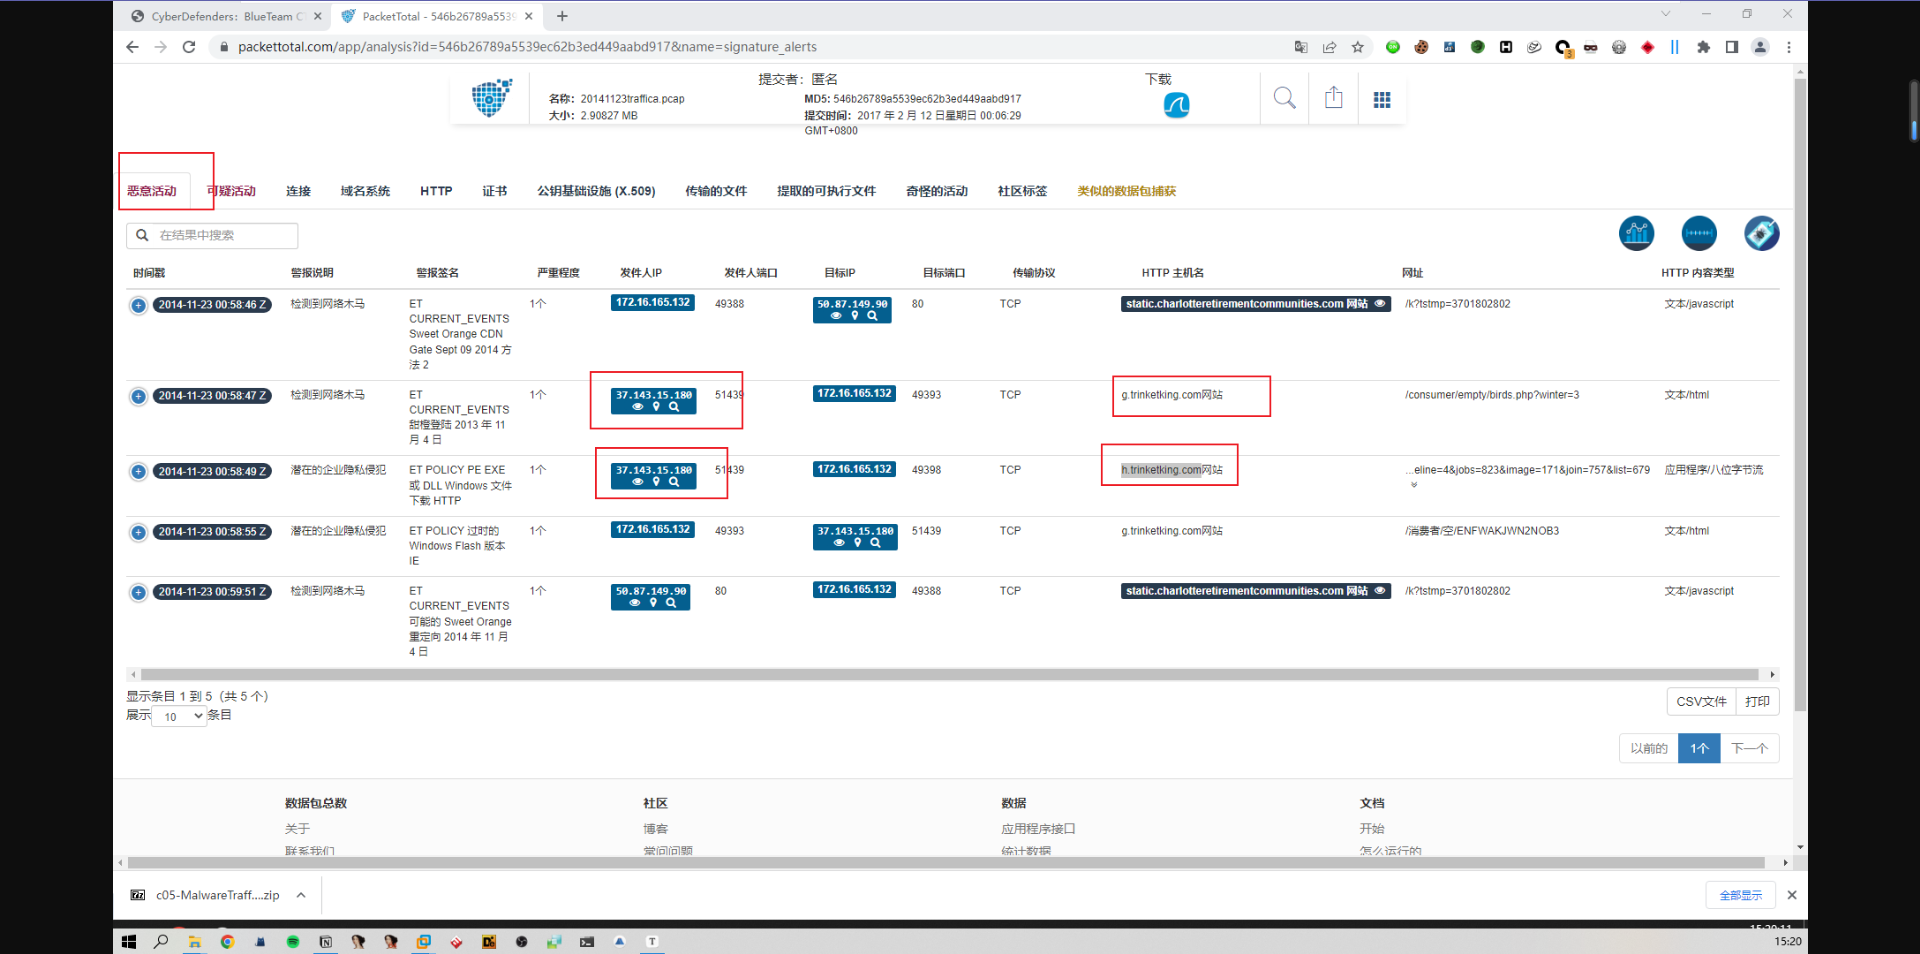 CyberDefenders: BlueTeam C
PacketTotal - 546b26789a5539
packettotal.com/app/analysis?id=546b26789a5539ec62b3ed449aabd917&name=signature_alerts
名称: 20141123traffica.pcap
大小: 2.90827 MB
提交者: 匿名
MD5: 546b26789a5539ec62b3ed449aabd917
提交时间: 2017 年 2 月 12 日星期日 00:06:29
GMT+0800
下载
恶意活动 可疑活动 连接 域名系统 HTTP 证书 公钥基础设施 (X.509) 传输的文件 提取的可执行文件 奇怪的活动 社区标签 类似的数据包捕获
在结果中搜索
时间戳 警报说明 警报签名 严重程度 发件人IP 发件人端口 目标IP 目标端口 传输协议 HTTP 主机名 网址 HTTP 内容类型
2014-11-23 00:58:46 Z 检测到网络木马 ET 1个 172.16.165.132 49388 50.87.149.90 80 TCP static.charlotteretirementcommunities.com 网站 /k?tstmp=3701802802 文本/javascript
CURRENT_EVENTS
Sweet Orange CDN
Gate Sept 09 2014 方
法 2
2014-11-23 00:58:47 Z 检测到网络木马 ET 1个 37.143.15.180 51439 172.16.165.132 49393 TCP g.trinketking.com网站 /consumer/empty/birds.php?winter=3 文本/html
CURRENT_EVENTS
甜橙登陆 2013 年 11
月 4 日
2014-11-23 00:58:49 Z 潜在的企业隐私侵犯 ET POLICY PE EXE 1个 37.143.15.180 51439 172.16.165.132 49398 TCP h.trinketking.com网站 ...eline=4&jobs=823&image=171&join=757&list=679 应用程序/八位字节流
或 DLL Windows 文件
下载 HTTP
2014-11-23 00:58:55 Z 潜在的企业隐私侵犯 ET POLICY 过时的 1个 172.16.165.132 49393 37.143.15.180 51439 TCP g.trinketking.com网站 /消费者/空/ENFWAKJWN2NOB3 文本/html
Windows Flash 版本
IE
2014-11-23 00:59:51 Z 检测到网络木马 ET 1个 50.87.149.90 80 172.16.165.132 49388 TCP static.charlotteretirementcommunities.com 网站 /k?tstmp=3701802802 文本/javascript
CURRENT_EVENTS
可能的 Sweet Orange
重定向 2014 年 11 月
4 日
显示条目 1 到 5（共 5 个）
展示 10 条目
CSV文件 打印
以前的 1个 下一个
数据包总数 社区 数据 文档
关于 博客 应用程序接口 开始
联系我们 常问问题 统计数据 怎么运行的
c05-MalwareTraff....zip
全部显示
15:20